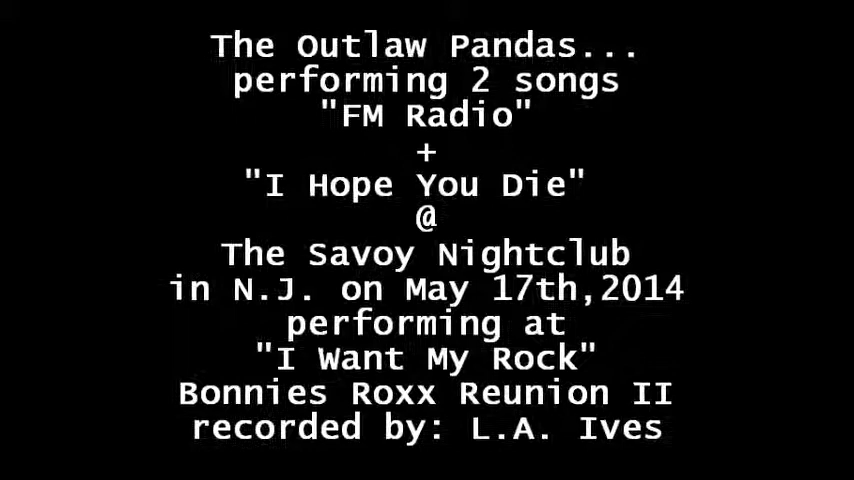 The Outlaw Pandas...
performing 2 songs
"FM Radio"
+
"I Hope You Die"
@
The Savoy Nightclub
in N.J. on May 17th,2014
performing at
"I Want My Rock"
Bonnies Roxx Reunion II
recorded by: L.A. Ives